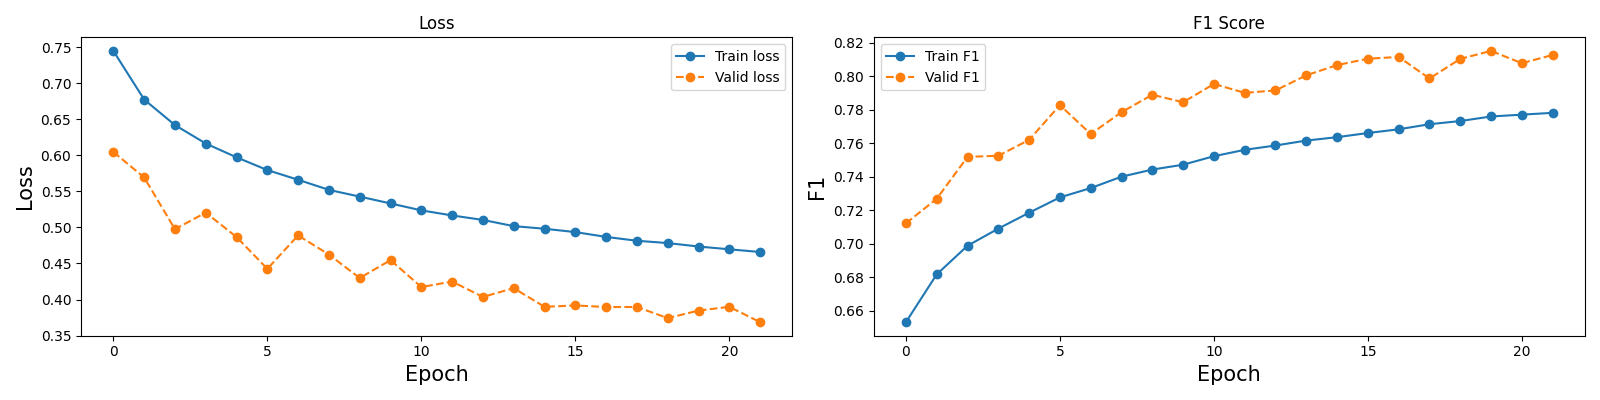 Loss
0.75
0.70
0.65
0.60
0.55
0.50
0.45
0.40
0.35
Loss
Train loss
Valid loss
0 5 10 15 20
Epoch
F1 Score
0.82
0.80
0.78
0.76
0.74
0.72
0.70
0.68
0.66
F1
Train F1
Valid F1
0 5 10 15 20
Epoch